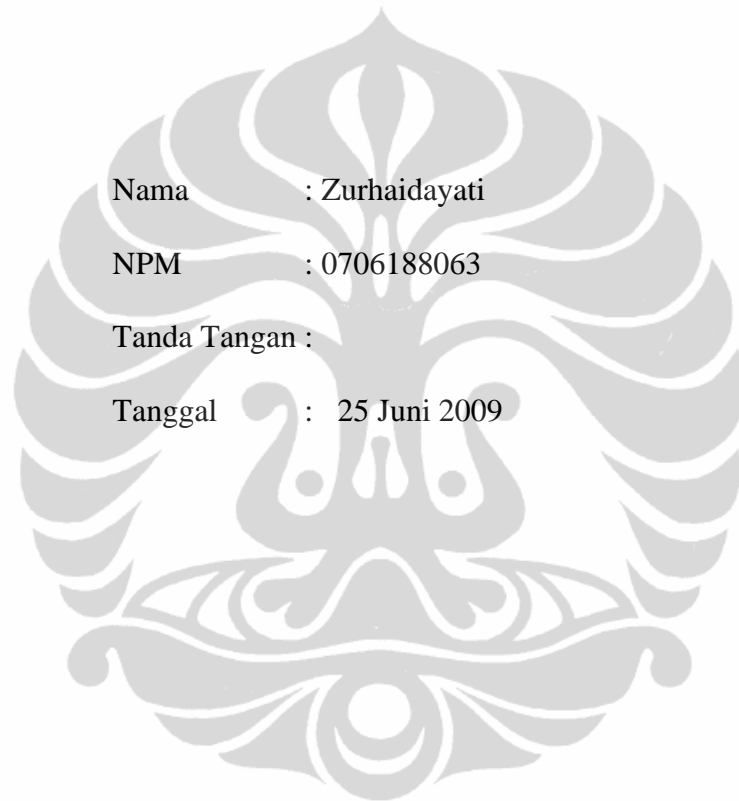 Nama : Zurhaidayati
NPM : 0706188063
Tanda Tangan :
Tanggal : 25 Juni 2009